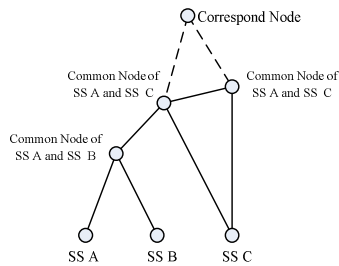 Correspond Node
Common Node of
SS A and SS C
Common Node of
SS A and SS C
Common Node of
SS A and SS B
SS A
SS B
SS C